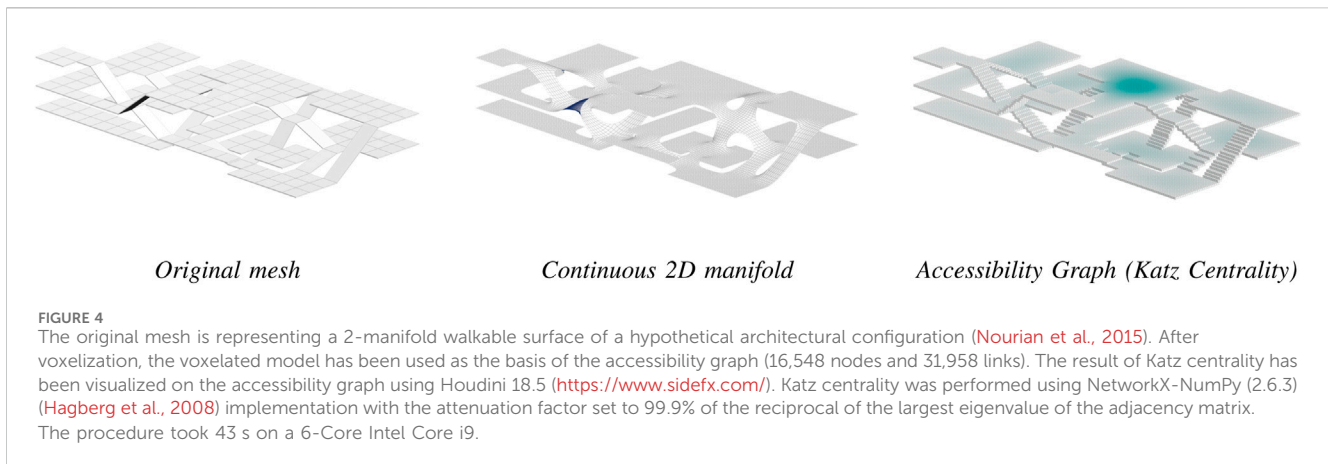 Original mesh
Continuous 2D manifold
Accessibility Graph (Katz Centrality)
FIGURE 4
The original mesh is representing a 2-manifold walkable surface of a hypothetical architectural configuration (Nourian et al., 2015). After
voxelization, the voxelated model has been used as the basis of the accessibility graph (16,548 nodes and 31,958 links). The result of Katz centrality has
been visualized on the accessibility graph using Houdini 18.5 (https://www.sidefx.com/). Katz centrality was performed using NetworkX-NumPy (2.6.3)
(Hagberg et al., 2008) implementation with the attenuation factor set to 99.9% of the reciprocal of the largest eigenvalue of the adjacency matrix.
The procedure took 43 s on a 6-Core Intel Core i9.